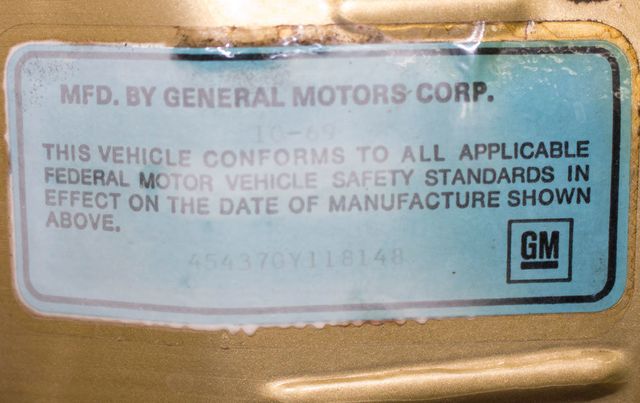 MFD. BY GENERAL MOTORS CORP.
10-69
THIS VEHICLE CONFORMS TO ALL APPLICABLE
FEDERAL MOTOR VEHICLE SAFETY STANDARDS IN
EFFECT ON THE DATE OF MANUFACTURE SHOWN
ABOVE.
454370Y118148
GM